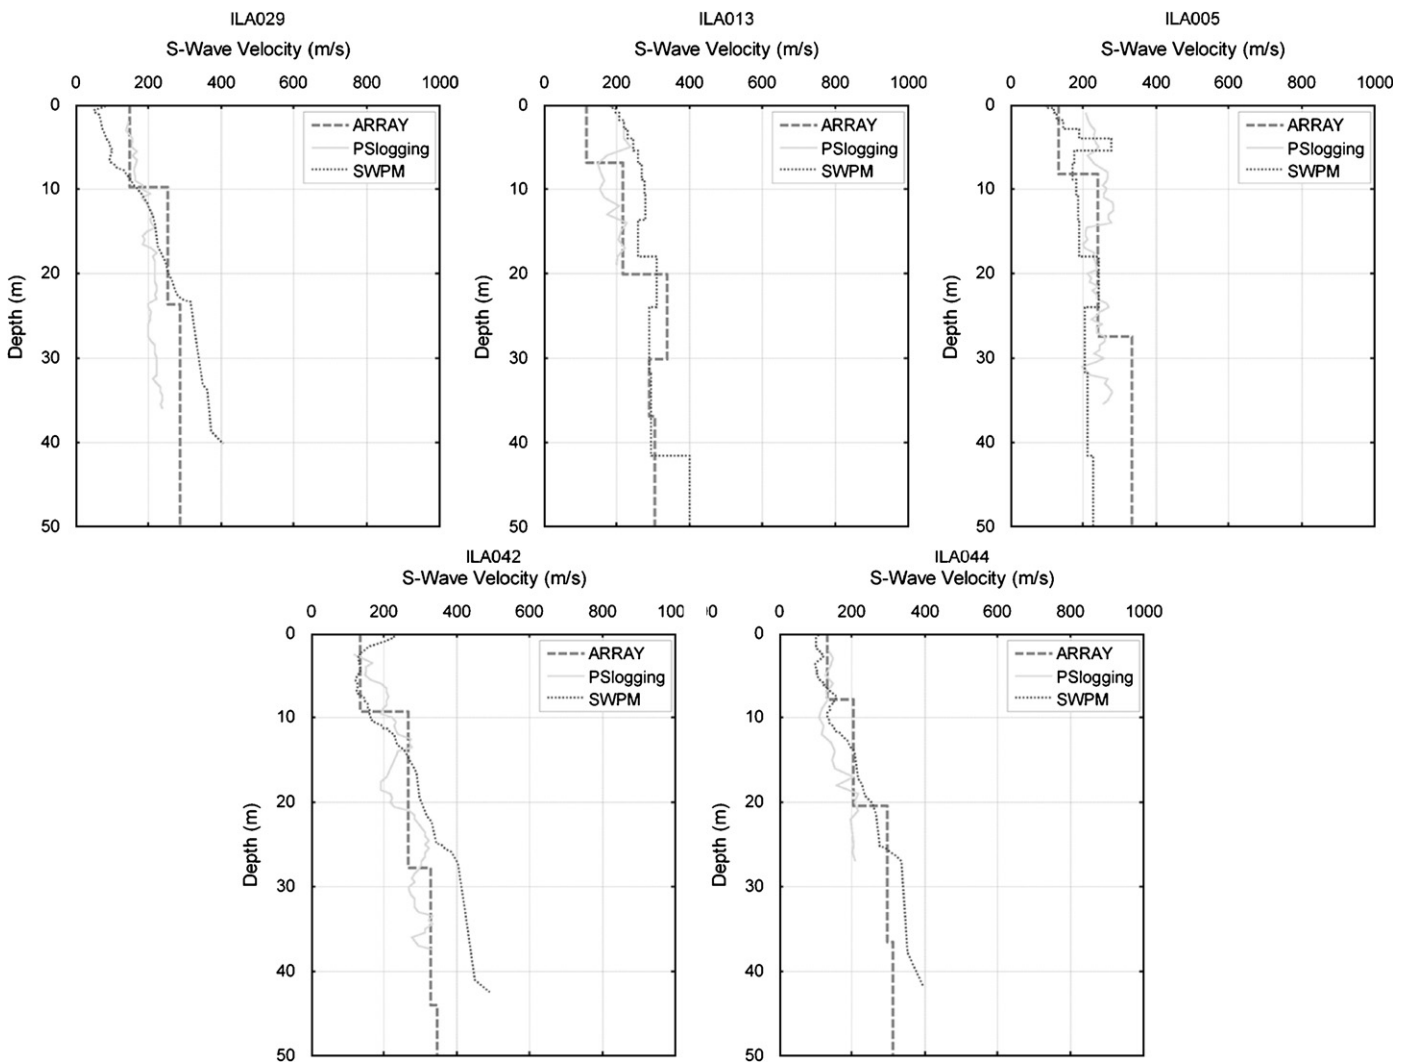 ILA029
S-Wave Velocity (m/s)
0 200 400 600 800 1000
0
10
20
30
40
50
Depth (m)
ARRAY
PSlogging
SWPM
ILA013
S-Wave Velocity (m/s)
0 200 400 600 800 1000
0
10
20
30
40
50
Depth (m)
ARRAY
PSlogging
SWPM
ILA005
S-Wave Velocity (m/s)
0 200 400 600 800 1000
0
10
20
30
40
50
Depth (m)
ARRAY
PSlogging
SWPM
ILA042
S-Wave Velocity (m/s)
0 200 400 600 800 100
0
10
20
30
40
50
Depth (m)
ARRAY
PSlogging
SWPM
ILA044
S-Wave Velocity (m/s)
0 200 400 600 800 1000
0
10
20
30
40
50
Depth (m)
ARRAY
PSlogging
SWPM